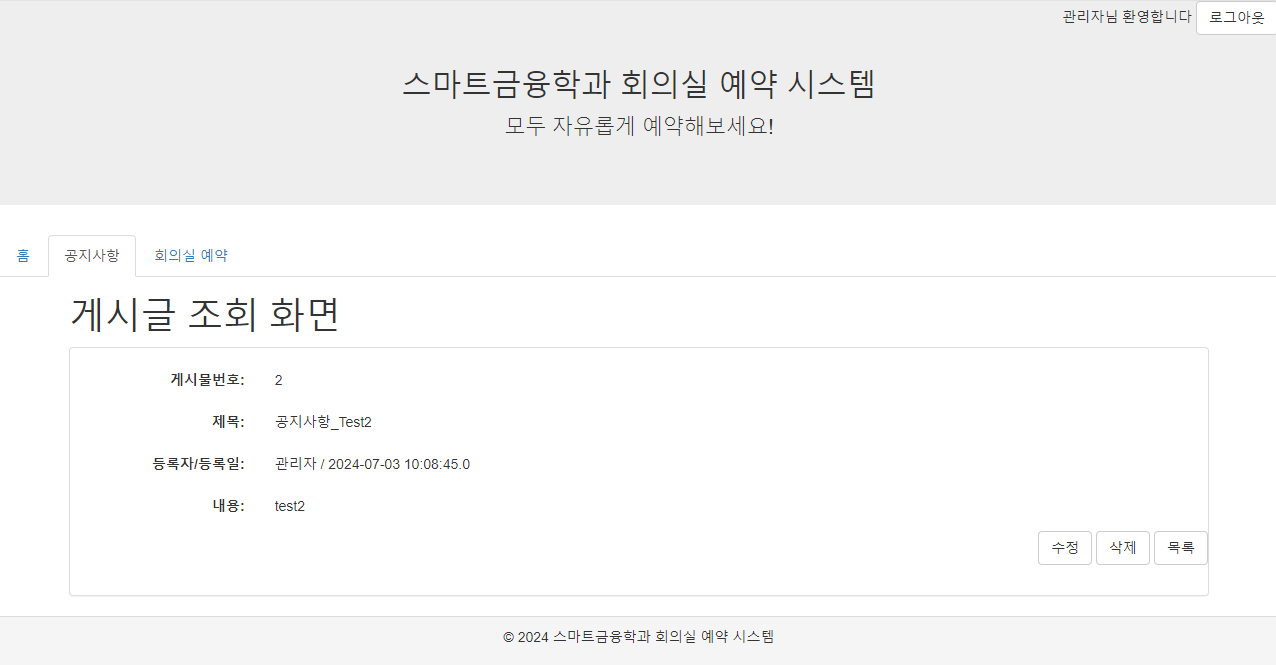 관리자님 환영합니다 로그아웃
스마트금융학과 회의실 예약 시스템
모두 자유롭게 예약해보세요!
홈 공지사항 회의실 예약
게시글 조회 화면
게시물번호: 2
제목: 공지사항_Test2
등록자/등록일: 관리자 / 2024-07-03 10:08:45.0
내용: test2
수정 삭제 목록
© 2024 스마트금융학과 회의실 예약 시스템